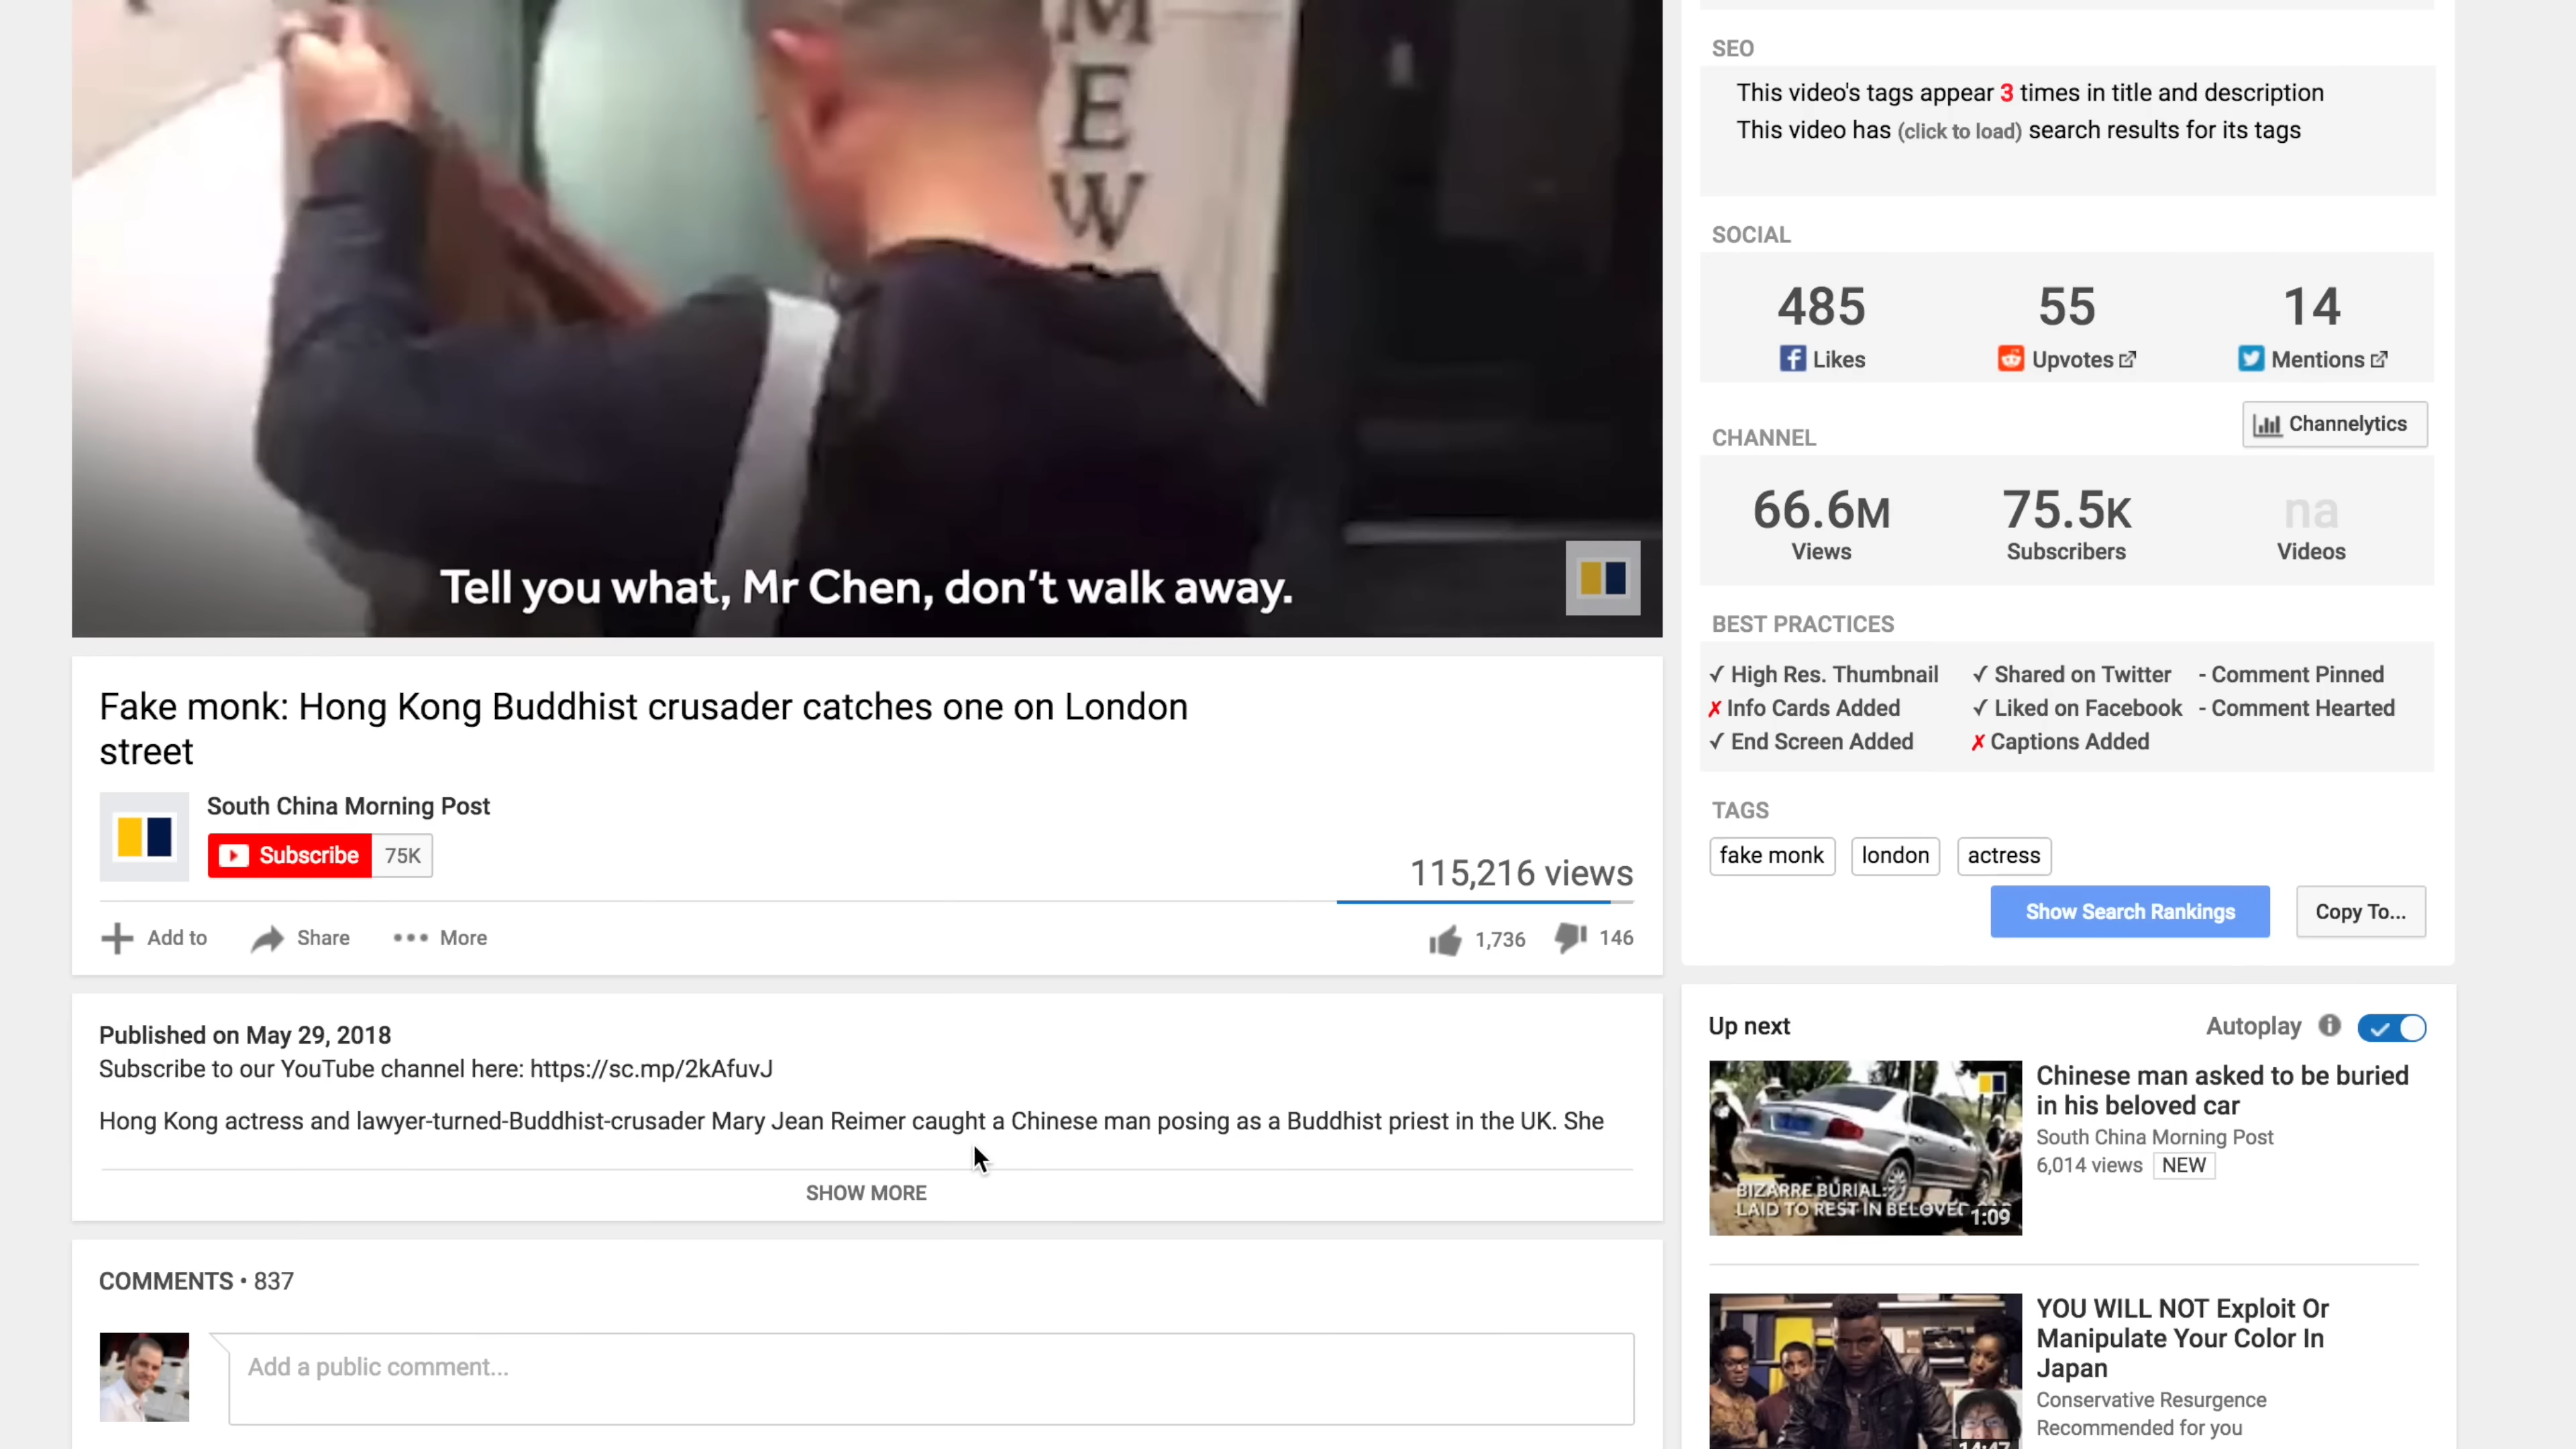 M
E
W
Tell you what, Mr Chen, don't walk away.
Fake monk: Hong Kong Buddhist crusader catches one on London
street
South China Morning Post
Subscribe 75K
115,216 views
Add to Share More 1,736 146
Published on May 29, 2018
Subscribe to our YouTube channel here: https://sc.mp/2kAfuvJ
Hong Kong actress and lawyer-turned-Buddhist-crusader Mary Jean Reimer caught a Chinese man posing as a Buddhist priest in the UK. She
SHOW MORE
COMMENTS • 837
Add a public comment...
SEO
This video's tags appear 3 times in title and description
This video has (click to load) search results for its tags
SOCIAL
485 55 14
Likes Upvotes Mentions
Channelytics
CHANNEL
66.6M 75.5K na
Views Subscribers Videos
BEST PRACTICES
✓ High Res. Thumbnail ✓ Shared on Twitter - Comment Pinned
✗ Info Cards Added ✓ Liked on Facebook - Comment Hearted
✓ End Screen Added ✗ Captions Added
TAGS
fake monk london actress
Show Search Rankings Copy To...
Up next Autoplay
BIZARRE BURIAL:
LAID TO REST IN BELOVED
1:09
Chinese man asked to be buried
in his beloved car
South China Morning Post
6,014 views NEW
YOU WILL NOT Exploit Or
Manipulate Your Color In
Japan
Conservative Resurgence
Recommended for you
14:47